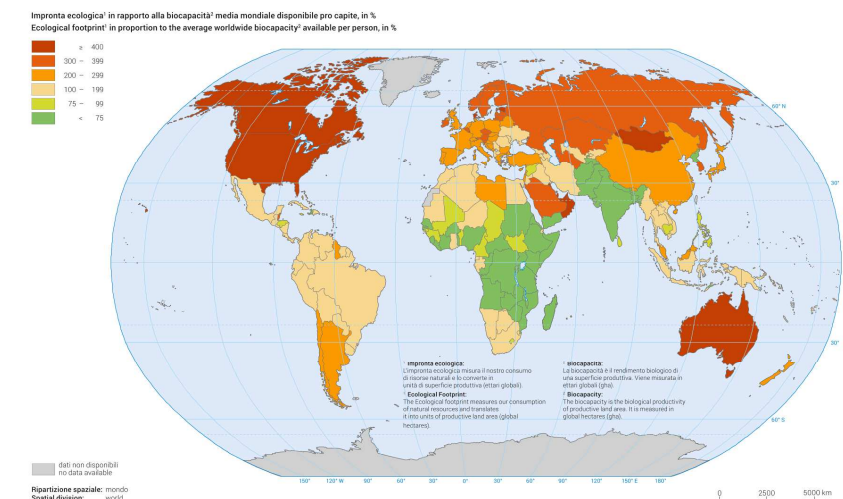 Impronta ecologica¹ in rapporto alla biocapacità² media mondiale disponibile pro capite, in %
Ecological footprint¹ in proportion to the average worldwide biocapacity² available per person, in %
≥ 400
300 – 399
200 – 299
100 – 199
75 – 99
< 75
60° N
30°
0°
30°
60° S
¹ Impronta ecologica:
L'impronta ecologica misura il nostro consumo
di risorse naturali e lo converte in
unità di superficie produttiva (ettari globali).
Ecological Footprint:
The Ecological footprint measures our consumption
of natural resources and translates
it into units of productive land area (global
hectares).
² Biocapacità:
La biocapacità è il rendimento biologico di
una superficie produttiva. Viene misurata in
ettari globali (gha).
² Biocapacity:
The biocapacity is the biological productivity
of productive land area. It is measured in
global hectares (gha).
150° 120° W 90° 60° 30° 0° 30° 60° 90° 120° 150° E 180°
dati non disponibili
no data available
Ripartizione spaziale: mondo
Spatial division: world
0 2500 5000 km